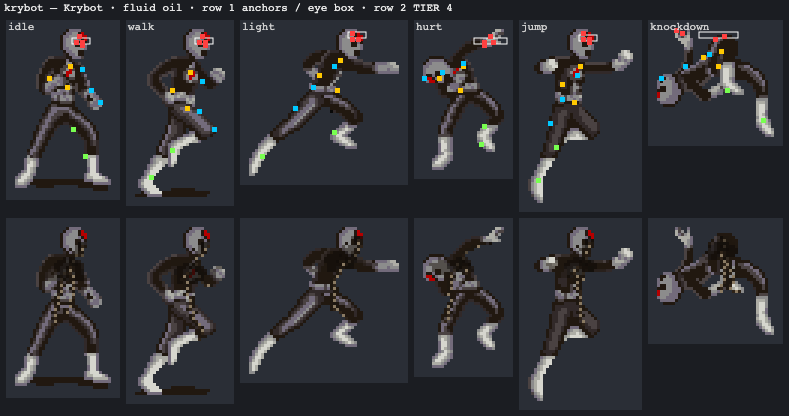 krybot — Krybot · fluid oil · row 1 anchors / eye box · row 2 TIER 4
idle
walk
light
hurt
jump
knockdown